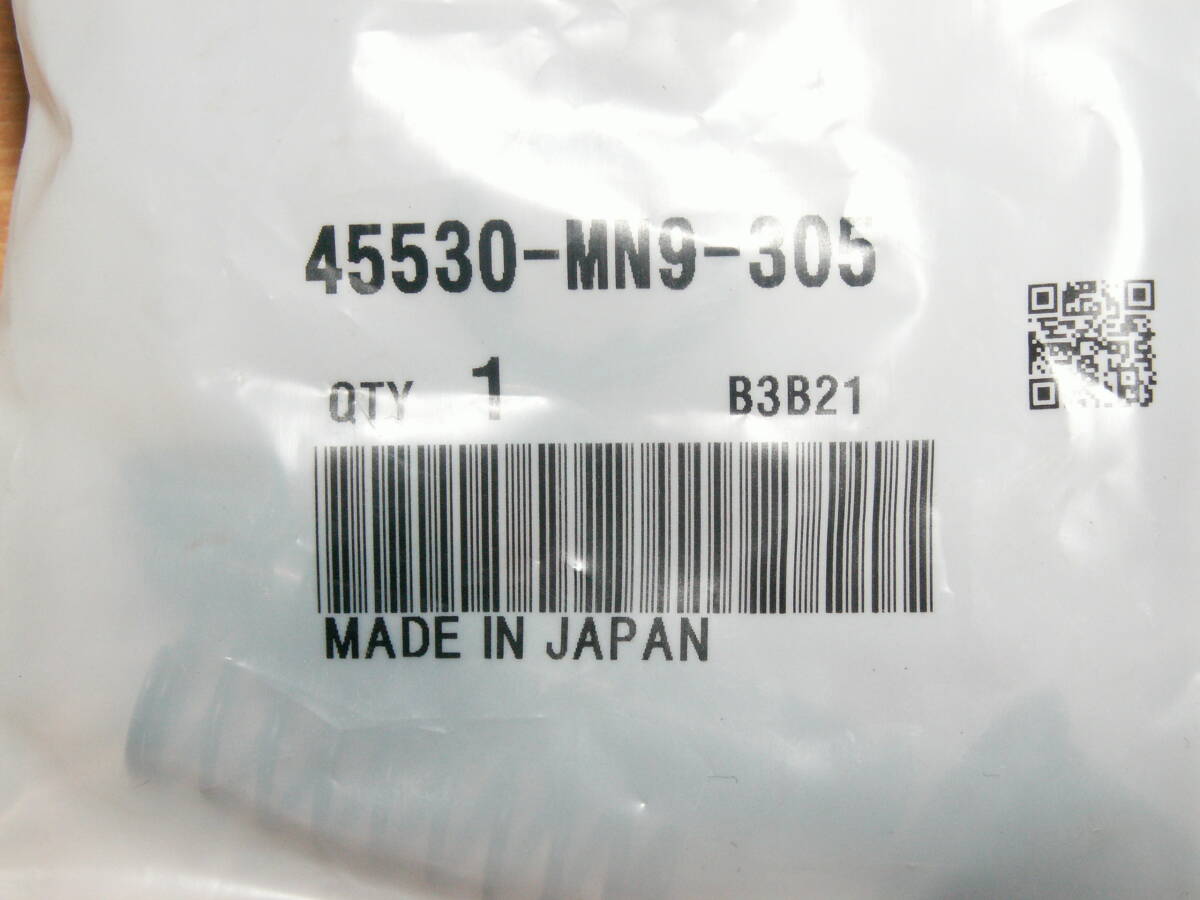 45530-MN9-305
QTY 1 B3B21
MADE IN JAPAN